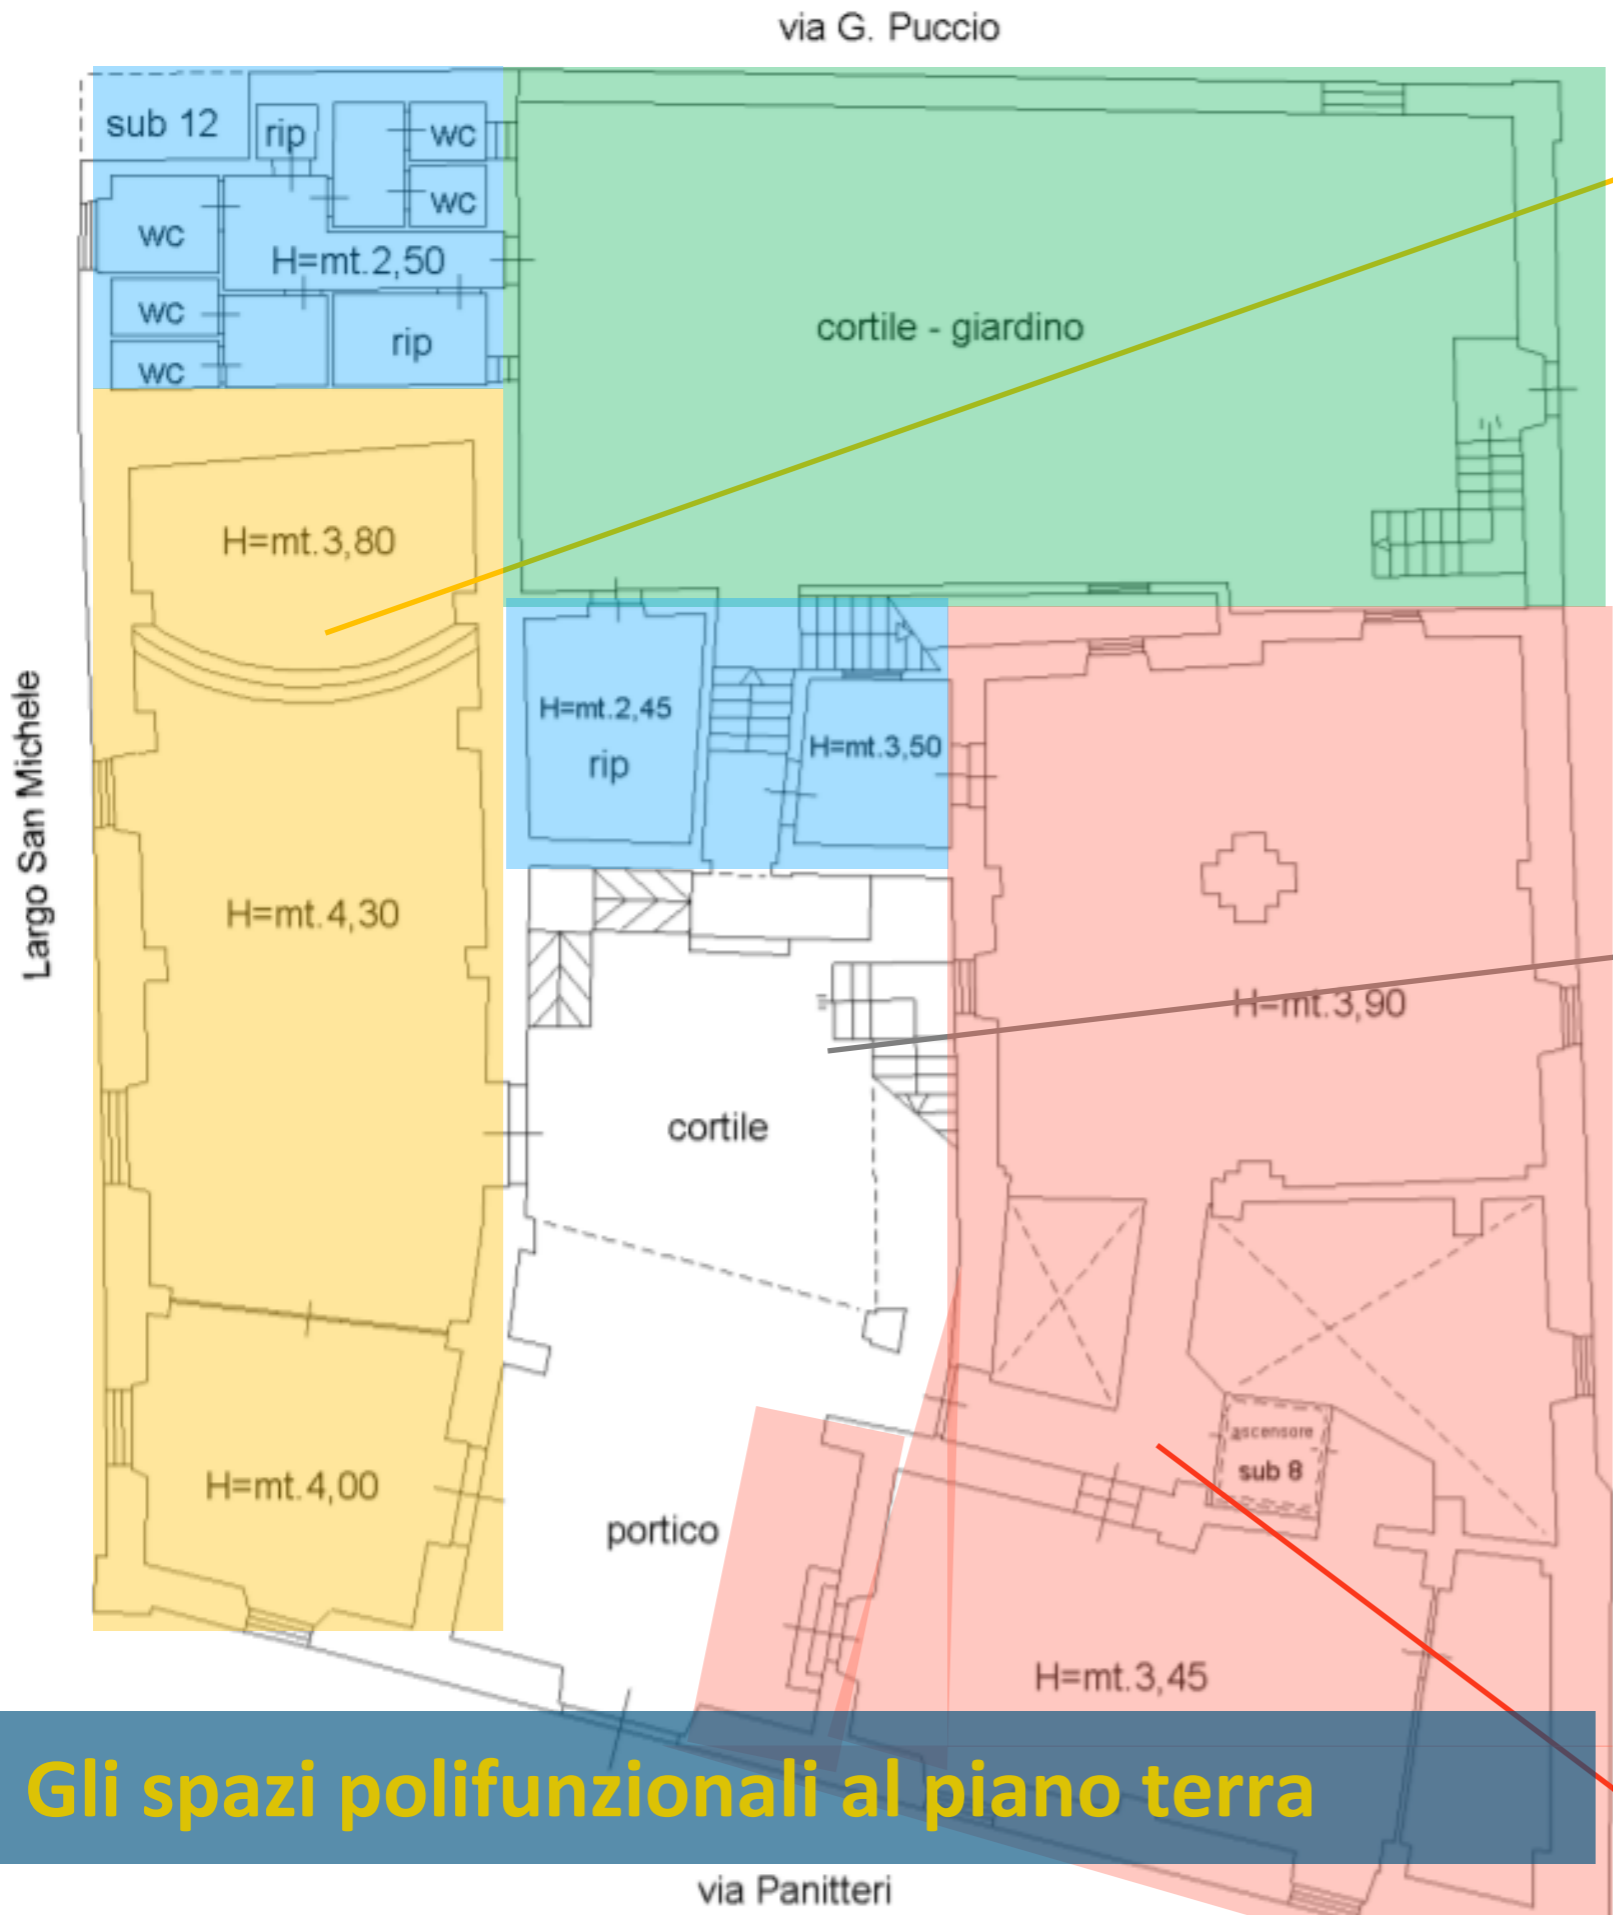 via G. Puccio
sub 12
rip
wc
wc
wc
H=mt.2,50
wc
rip
wc
cortile - giardino
H=mt.3,80
Largo San Michele
H=mt.2,45
rip
H=mt.3,50
H=mt.4,30
H=mt.3,90
cortile
ascensore
sub 8
H=mt.4,00
portico
H=mt.3,45
Gli spazi polifunzionali al piano terra
via Panitteri